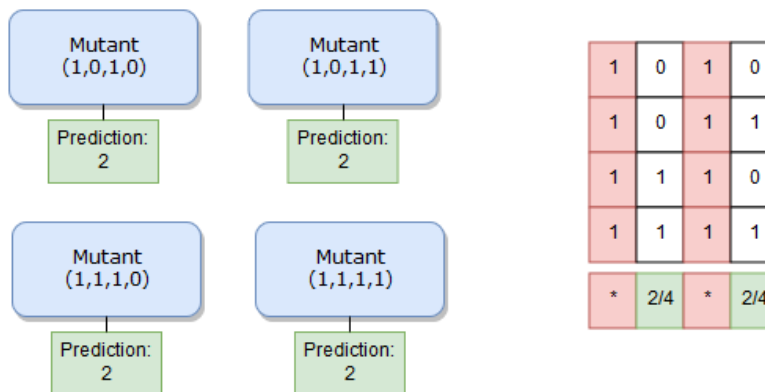 Mutant
(1,0,1,0)
Prediction:
2
Mutant
(1,0,1,1)
Prediction:
2
Mutant
(1,1,1,0)
Prediction:
2
Mutant
(1,1,1,1)
Prediction:
2
1 0 1 0
1 0 1 1
1 1 1 0
1 1 1 1
* 2/4 * 2/4